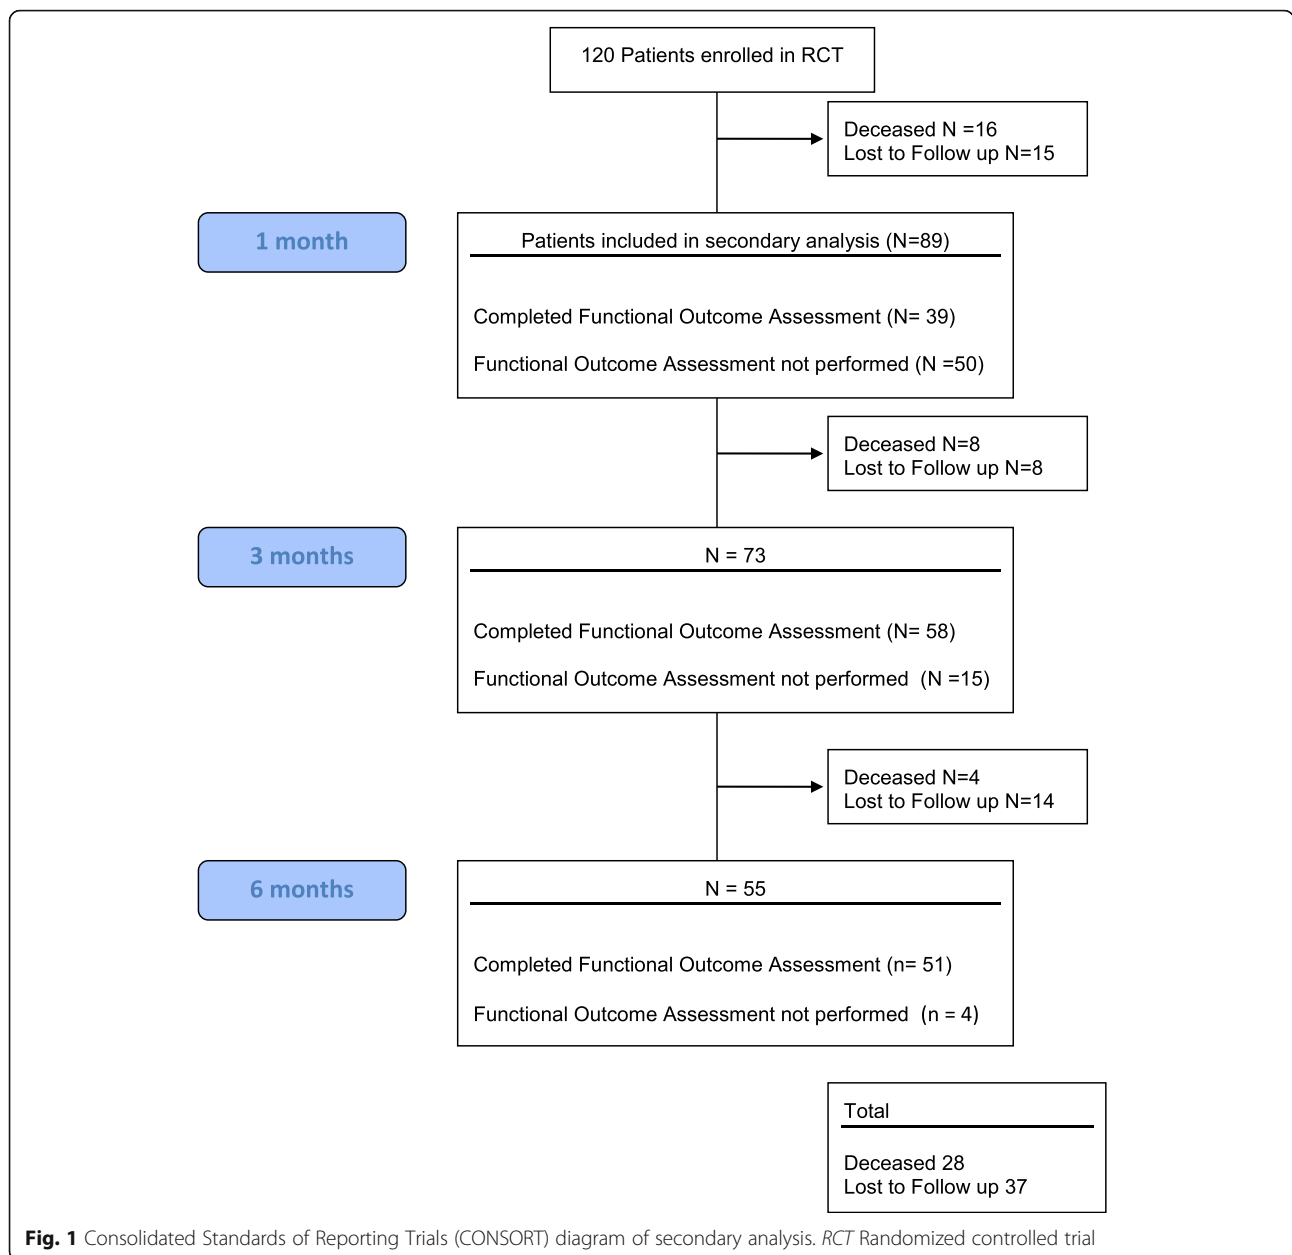 120 Patients enrolled in RCT
Deceased N =16
Lost to Follow up N=15
1 month
Patients included in secondary analysis (N=89)
Completed Functional Outcome Assessment (N= 39)
Functional Outcome Assessment not performed (N =50)
Deceased N=8
Lost to Follow up N=8
3 months
N = 73
Completed Functional Outcome Assessment (N= 58)
Functional Outcome Assessment not performed  (N =15)
Deceased N=4
Lost to Follow up N=14
6 months
N = 55
Completed Functional Outcome Assessment (n= 51)
Functional Outcome Assessment not performed  (n = 4)
Total
Deceased 28
Lost to Follow up 37
Fig. 1 Consolidated Standards of Reporting Trials (CONSORT) diagram of secondary analysis. RCT Randomized controlled trial